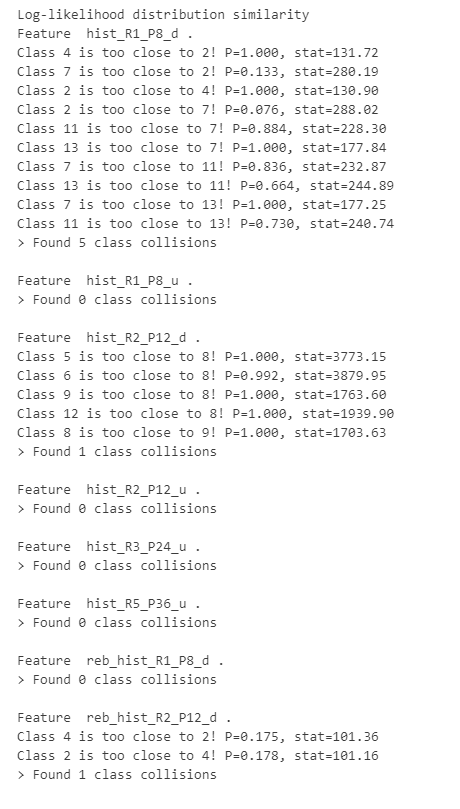 Log-likelihood distribution similarity
Feature  hist_R1_P8_d .
Class 4 is too close to 2! P=1.000, stat=131.72
Class 7 is too close to 2! P=0.133, stat=280.19
Class 2 is too close to 4! P=1.000, stat=130.90
Class 2 is too close to 7! P=0.076, stat=288.02
Class 11 is too close to 7! P=0.884, stat=228.30
Class 13 is too close to 7! P=1.000, stat=177.84
Class 7 is too close to 11! P=0.836, stat=232.87
Class 13 is too close to 11! P=0.664, stat=244.89
Class 7 is too close to 13! P=1.000, stat=177.25
Class 11 is too close to 13! P=0.730, stat=240.74
> Found 5 class collisions
Feature  hist_R1_P8_u .
> Found 0 class collisions
Feature  hist_R2_P12_d .
Class 5 is too close to 8! P=1.000, stat=3773.15
Class 6 is too close to 8! P=0.992, stat=3879.95
Class 9 is too close to 8! P=1.000, stat=1763.60
Class 12 is too close to 8! P=1.000, stat=1939.90
Class 8 is too close to 9! P=1.000, stat=1703.63
> Found 1 class collisions
Feature  hist_R2_P12_u .
> Found 0 class collisions
Feature  hist_R3_P24_u .
> Found 0 class collisions
Feature  hist_R5_P36_u .
> Found 0 class collisions
Feature  reb_hist_R1_P8_d .
> Found 0 class collisions
Feature  reb_hist_R2_P12_d .
Class 4 is too close to 2! P=0.175, stat=101.36
Class 2 is too close to 4! P=0.178, stat=101.16
> Found 1 class collisions